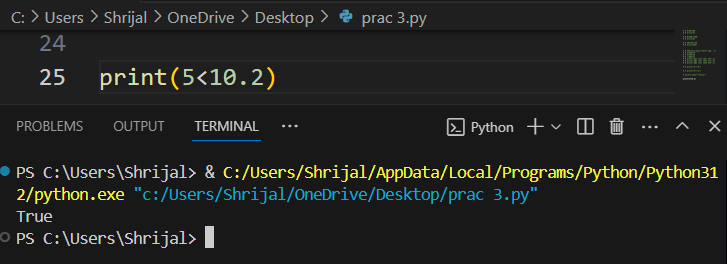 C: > Users > Shrijal > OneDrive > Desktop > prac 3.py
24
25 print(5<10.2)
PROBLEMS OUTPUT TERMINAL ··· Python
PS C:\Users\Shrijal> & C:/Users/Shrijal/AppData/Local/Programs/Python/Python31
2/python.exe "c:/Users/Shrijal/OneDrive/Desktop/prac 3.py"
True
PS C:\Users\Shrijal>